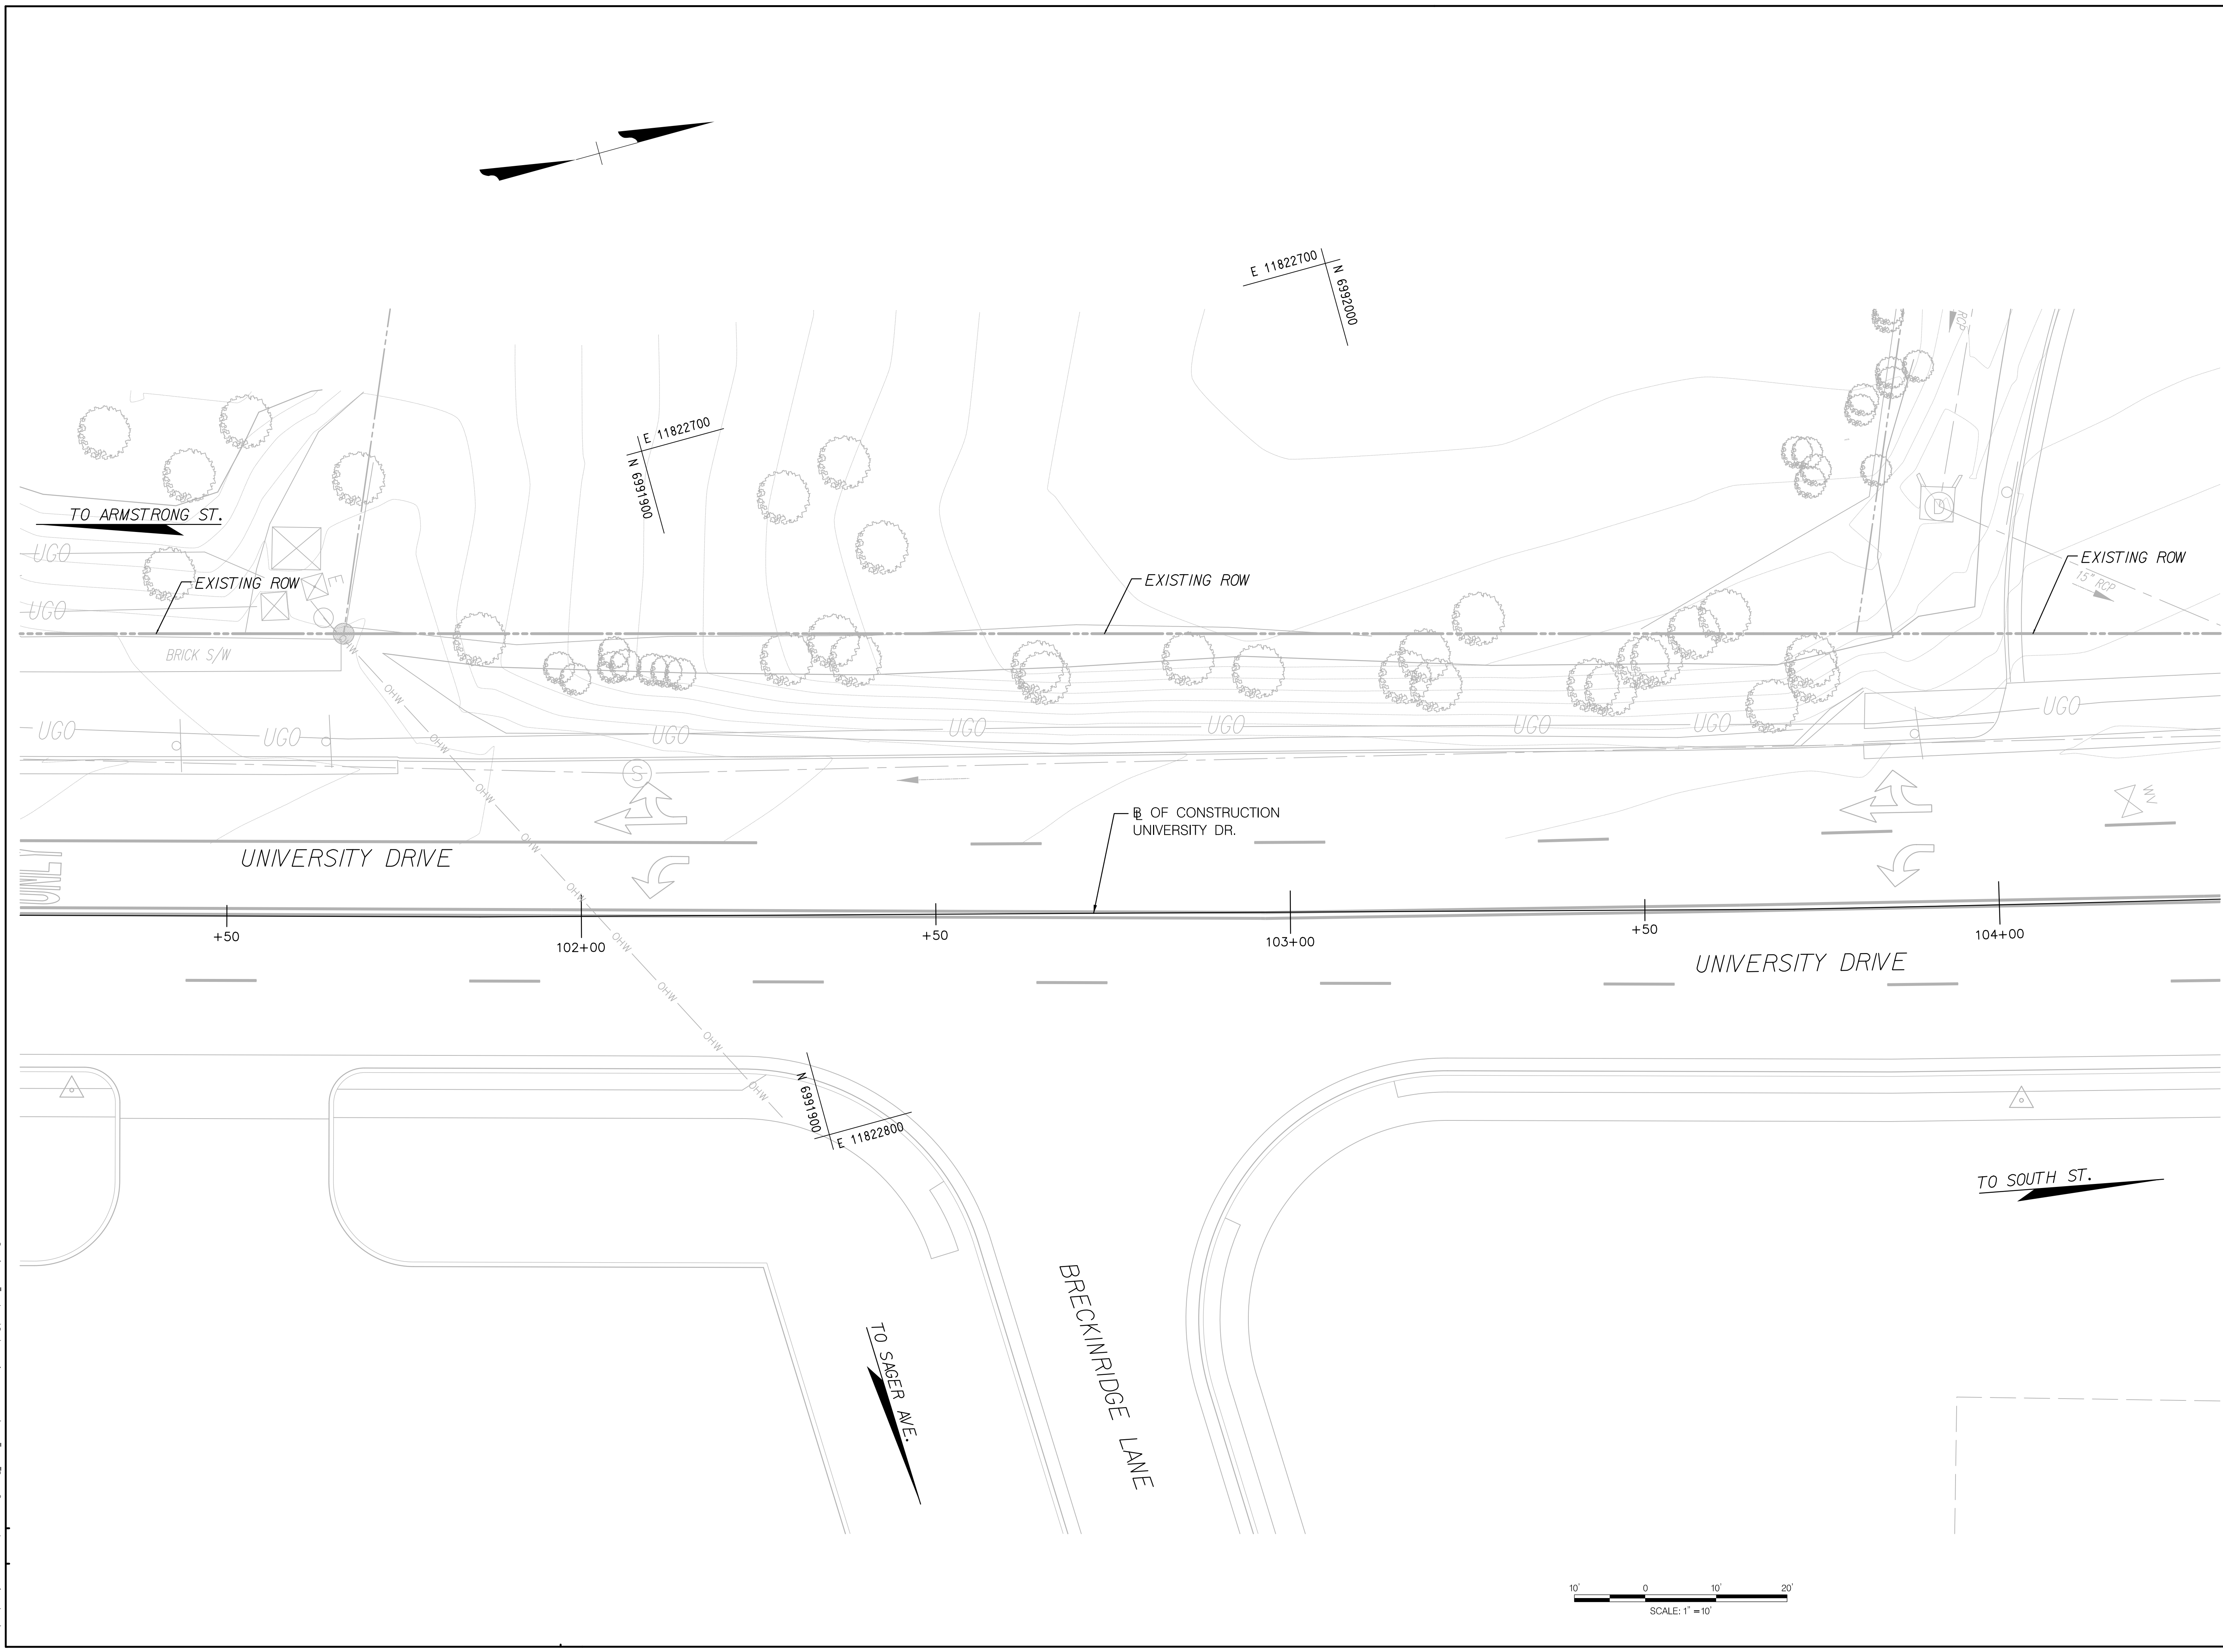 E 11822700
N 6992000
RCP
E 11822700
N 6991900
TO ARMSTRONG ST.
D
UGO
EXISTING ROW
E
EXISTING ROW
EXISTING ROW
15" RCP
UGO
BRICK S/W
OHW
OHW
UGO
UGO
UGO
UGO
UGO
UGO
UGO
UGO
OHW
S
OHW
WV
℄ OF CONSTRUCTION
UNIVERSITY DR.
OHW
UNIVERSITY DRIVE
ONLY
OHW
+50
102+00
+50
103+00
+50
104+00
OHW
UNIVERSITY DRIVE
OHW
OHW
OHW
N 6991900
E 11822800
TO SOUTH ST.
BRECKINRIDGE LANE
TO SAGER AVE.
10' 0 10' 20'
SCALE: 1" = 10'